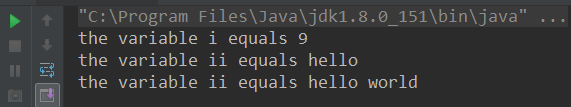 "C:\Program Files\Java\jdk1.8.0_151\bin\java" ...
the variable i equals 9
the variable ii equals hello
the variable ii equals hello world